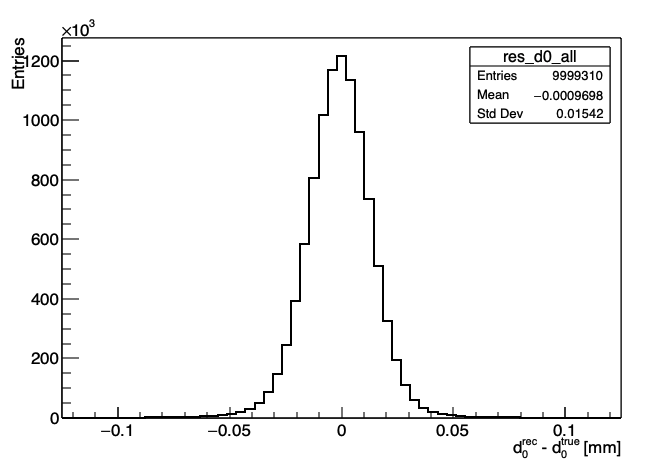 ×10³
Entries
res_d0_all
Entries 9999310
Mean −0.0009698
Std Dev 0.01542
1200
1000
800
600
400
200
0
−0.1 −0.05 0 0.05 0.1
d₀ʳᵉᶜ - d₀ᵗʳᵘᵉ [mm]